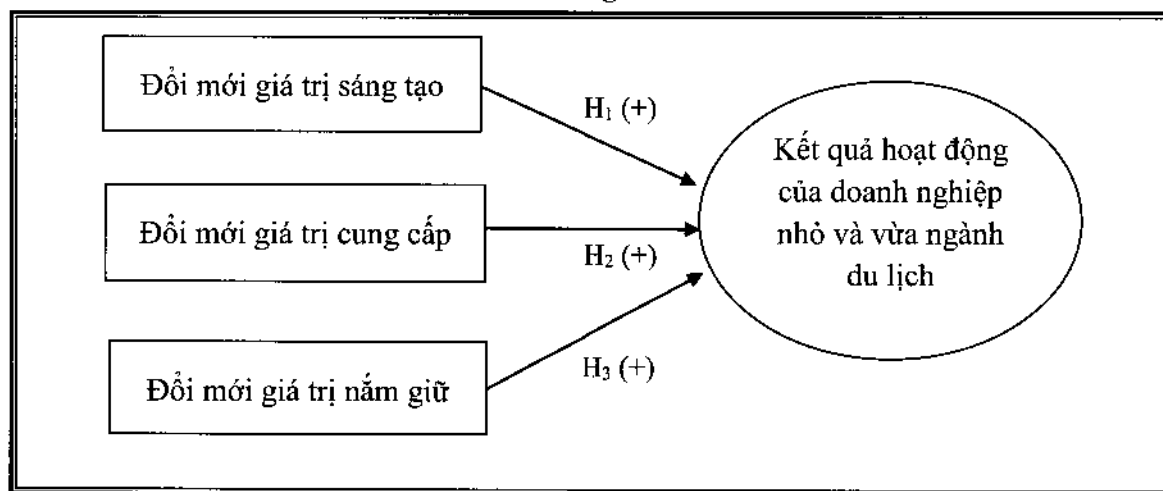 Đổi mới giá trị sáng tạo
H₁ (+)
Kết quả hoạt động
của doanh nghiệp
nhỏ và vừa ngành
du lịch
Đổi mới giá trị cung cấp
H₂ (+)
Đổi mới giá trị nắm giữ
H₃ (+)